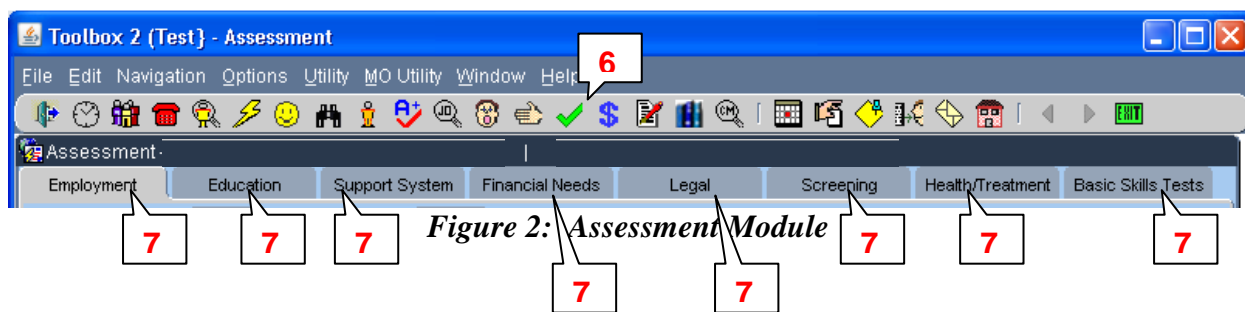 Toolbox 2 (Test} - Assessment
6
File Edit Navigation Options Utility MO Utility Window Help
A+ JQ $ CM EXIT
Assessment
Employment Education Support System Financial Needs Legal Screening Health/Treatment Basic Skills Tests
7 7 7 Figure 2: Assessment Module 7 7 7
7 7